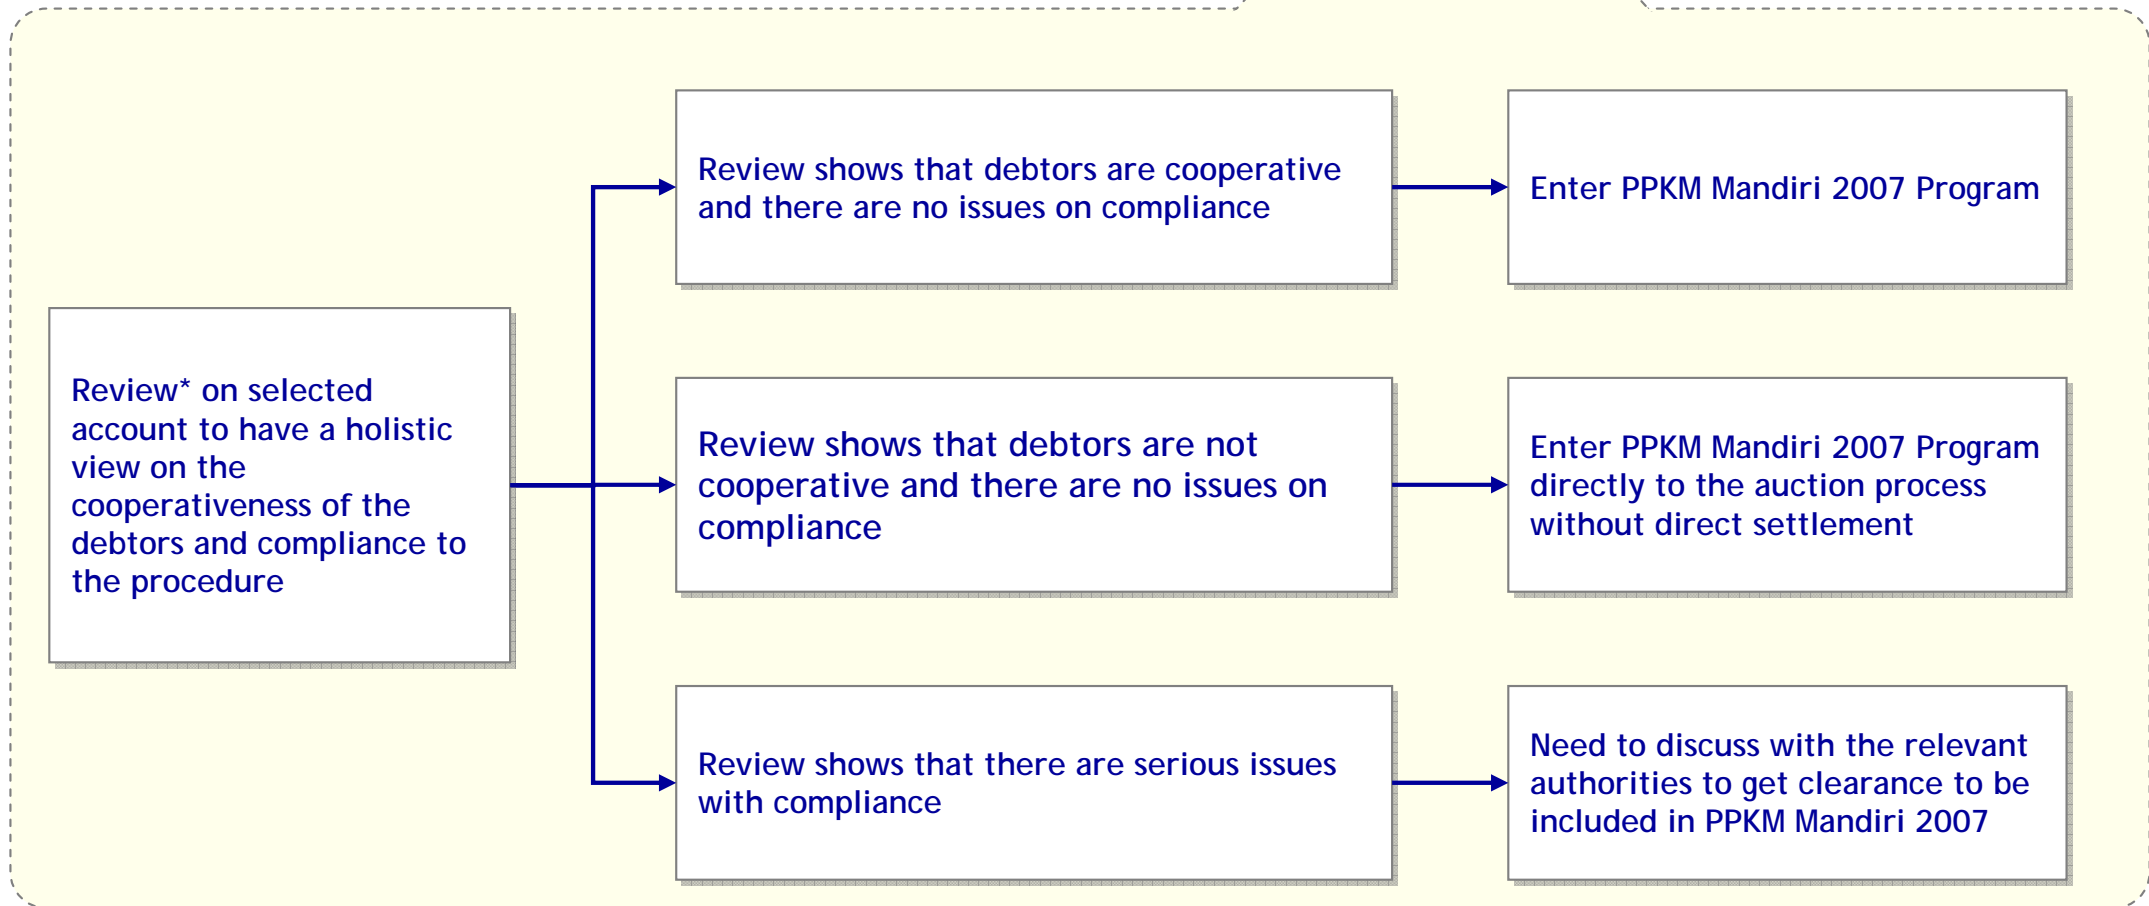 Review* on selected
account to have a holistic
view on the
cooperativeness of the
debtors and compliance to
the procedure
Review shows that debtors are cooperative
and there are no issues on compliance
Enter PPKM Mandiri 2007 Program
Review shows that debtors are not
cooperative and there are no issues on
compliance
Enter PPKM Mandiri 2007 Program
directly to the auction process
without direct settlement
Review shows that there are serious issues
with compliance
Need to discuss with the relevant
authorities to get clearance to be
included in PPKM Mandiri 2007